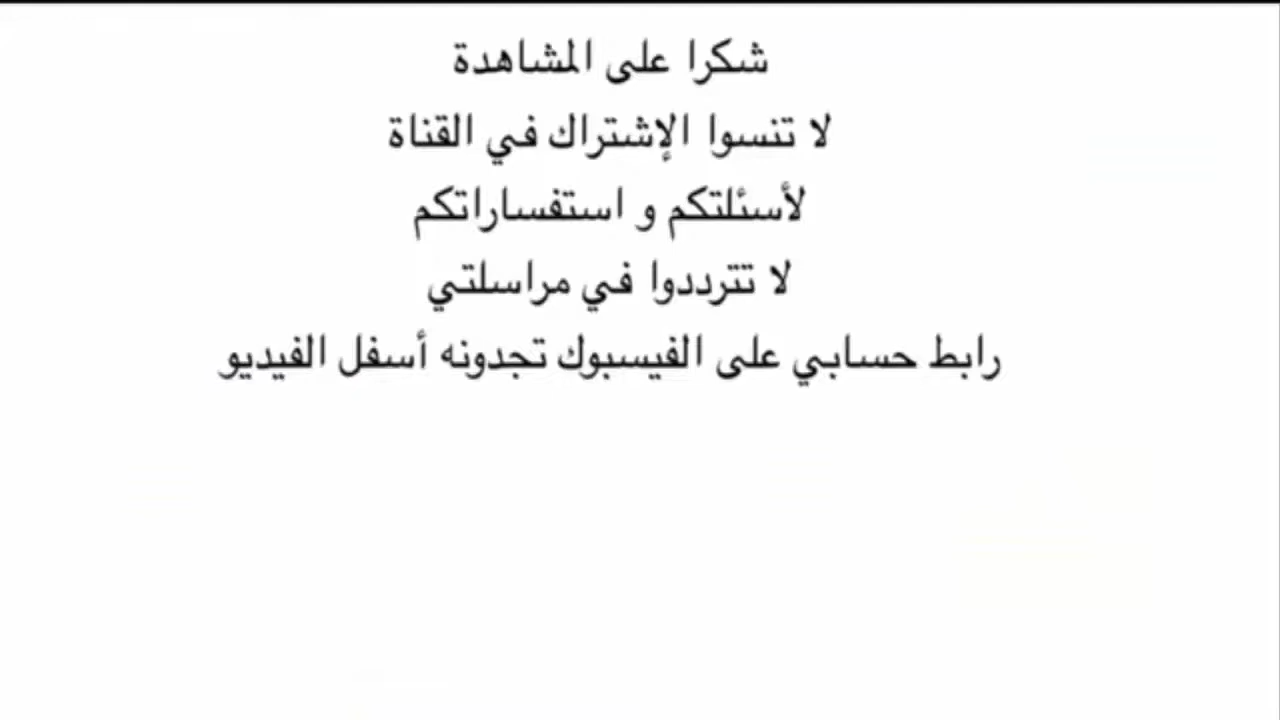 شكرا على المشاهدة
لا تنسوا الإشتراك في القناة
لأسئلتكم و استفساراتكم
لا تترددوا في مراسلتي
رابط حسابي على الفيسبوك تجدونه أسفل الفيديو